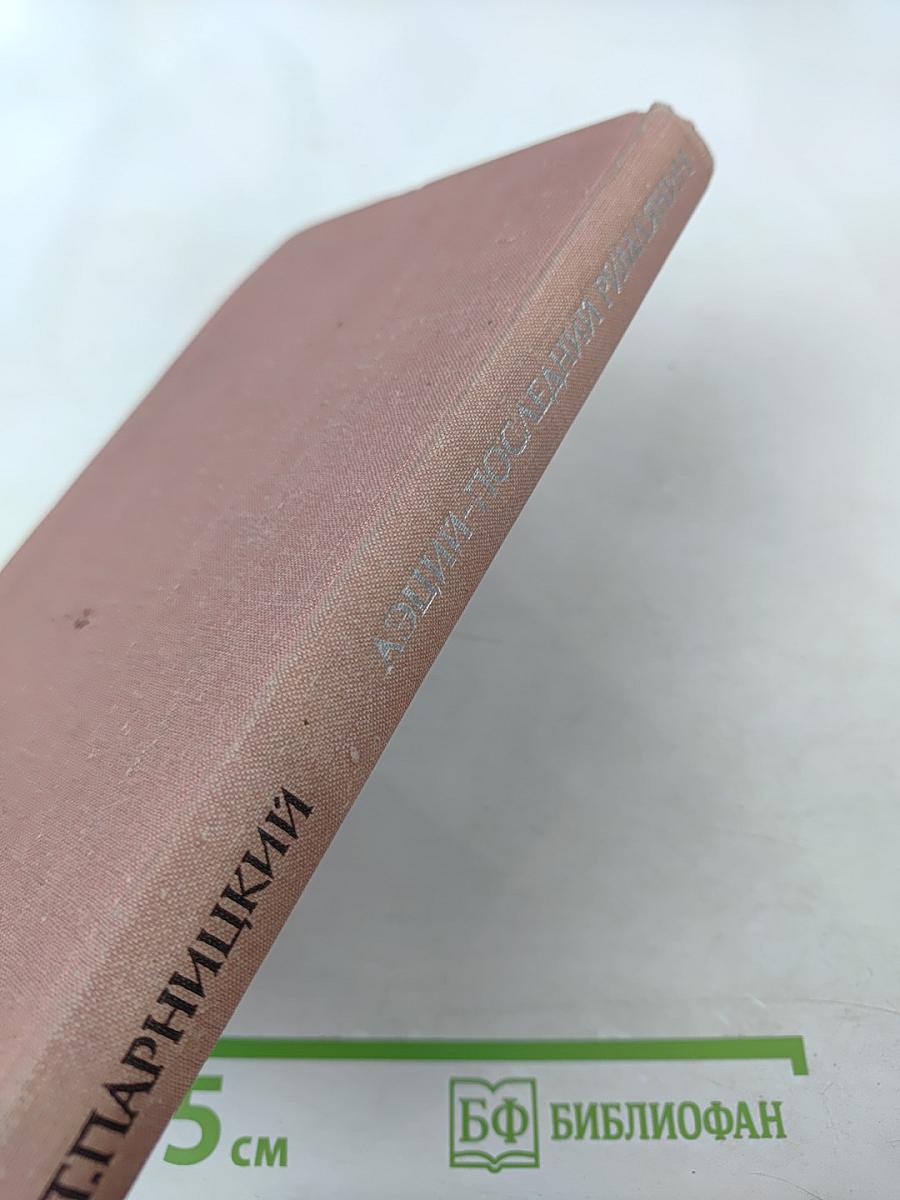 Т.ПАРНИЦКИЙ
АЭЦИЙ-ПОСЛЕДНИЙ РИМЛЯНИН
5 см
БФ БИБЛИОФАН